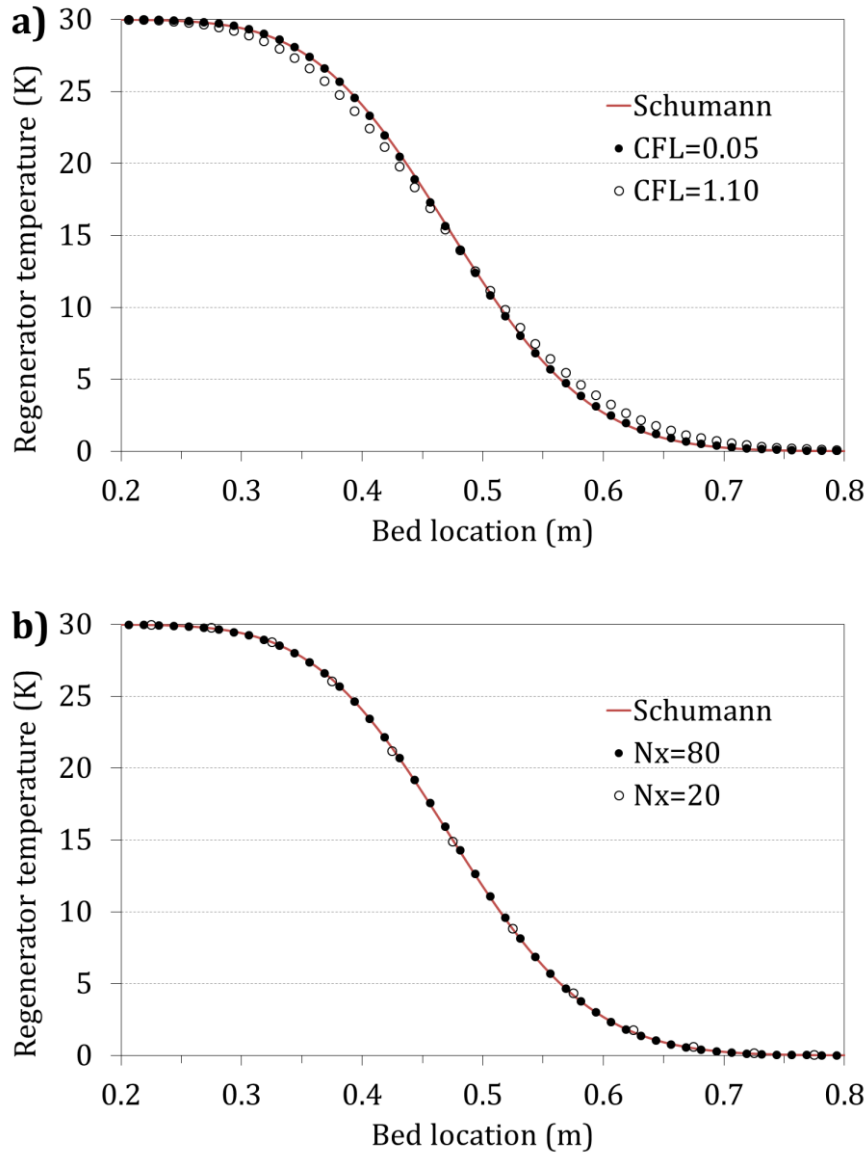 a)
Regenerator temperature (K)
30
25
20
15
10
5
0
Schumann
CFL=0.05
CFL=1.10
0.2 0.3 0.4 0.5 0.6 0.7 0.8
Bed location (m)
b)
Regenerator temperature (K)
30
25
20
15
10
5
0
Schumann
Nx=80
Nx=20
0.2 0.3 0.4 0.5 0.6 0.7 0.8
Bed location (m)